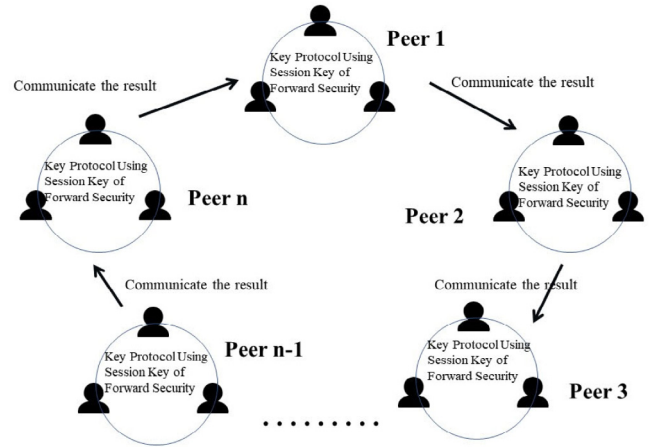 Peer 1
Key Protocol Using
Session Key of
Forward Security
Communicate the result
Communicate the result
Key Protocol Using
Session Key of
Forward Security
Peer n
Key Protocol Using
Session Key of
Forward Security
Peer 2
Communicate the result
Communicate the result
Key Protocol Using
Session Key of
Forward Security
Peer n-1
Key Protocol Using
Session Key of
Forward Security
Peer 3
.........